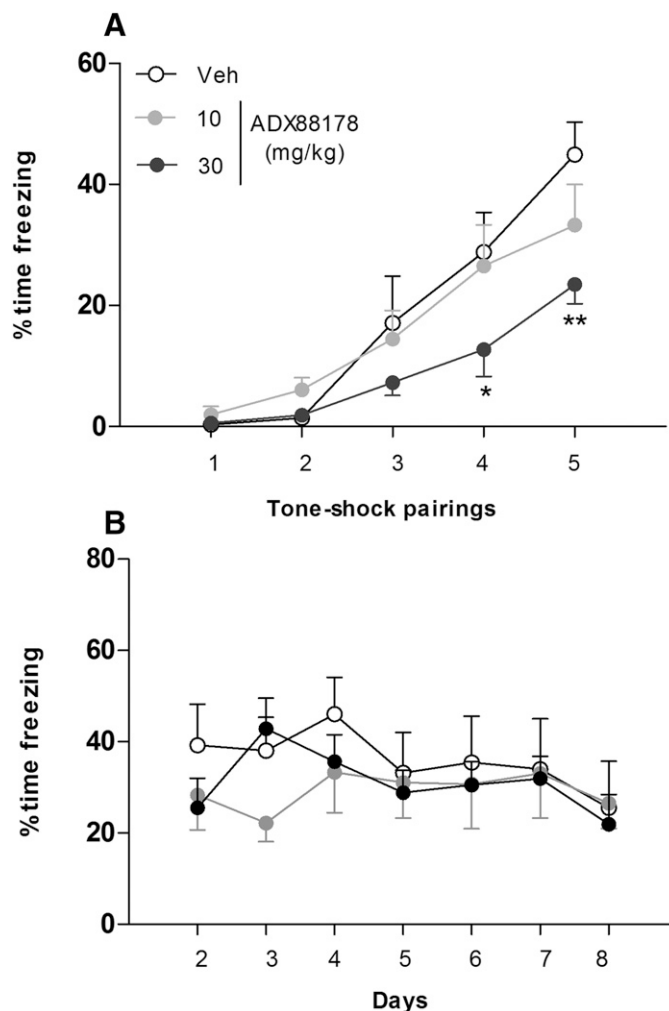 A
60
40
20
0
%time freezing
Veh
10
30
ADX88178
(mg/kg)
*
**
1 2 3 4 5
Tone-shock pairings
B
80
60
40
20
0
%time freezing
2 3 4 5 6 7 8
Days